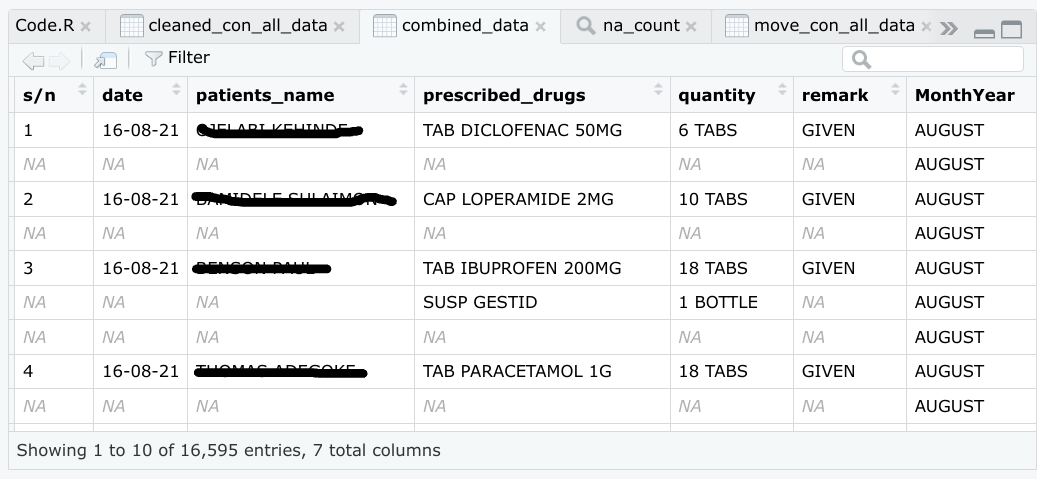 Code.R cleaned_con_all_data combined_data na_count move_con_all_data
Filter
s/n date patients_name prescribed_drugs quantity remark MonthYear
1 16-08-21 TAB DICLOFENAC 50MG 6 TABS GIVEN AUGUST
NA NA NA NA NA NA AUGUST
2 16-08-21 CAP LOPERAMIDE 2MG 10 TABS GIVEN AUGUST
NA NA NA NA NA NA AUGUST
3 16-08-21 TAB IBUPROFEN 200MG 18 TABS GIVEN AUGUST
NA NA NA SUSP GESTID 1 BOTTLE NA AUGUST
NA NA NA NA NA NA AUGUST
4 16-08-21 TAB PARACETAMOL 1G 18 TABS GIVEN AUGUST
NA NA NA NA NA NA AUGUST
Showing 1 to 10 of 16,595 entries, 7 total columns